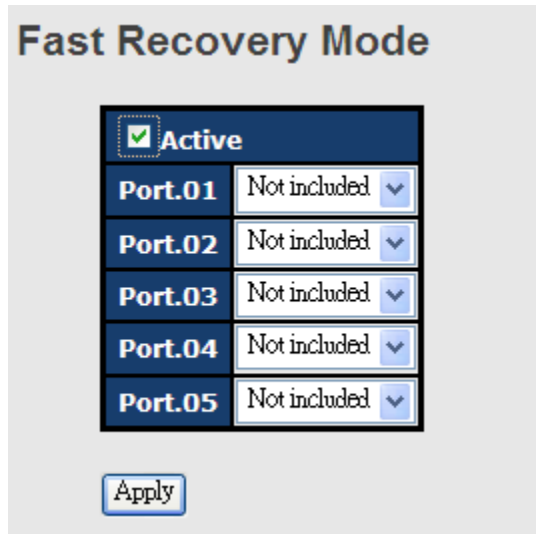 Fast Recovery Mode
Active
Port.01 Not included
Port.02 Not included
Port.03 Not included
Port.04 Not included
Port.05 Not included
Apply